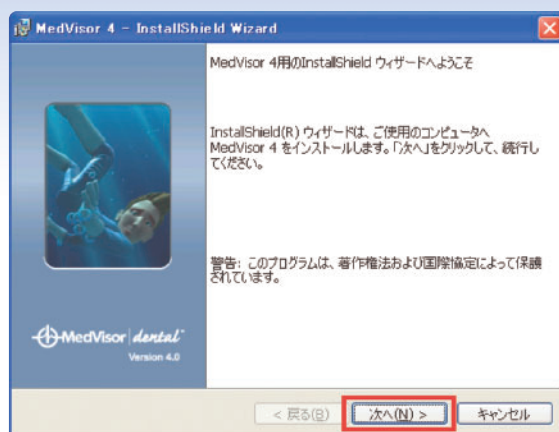 MedVisor 4 - InstallShield Wizard
MedVisor 4用のInstallShield ウィザードへようこそ
InstallShield(R) ウィザードは、ご使用のコンピュータへ
MedVisor 4 をインストールします。「次へ」をクリックして、続行し
てください。
警告: このプログラムは、著作権法および国際協定によって保護
されています。
MedVisor dental
Version 4.0
< 戻る(B)
次へ(N) >
キャンセル